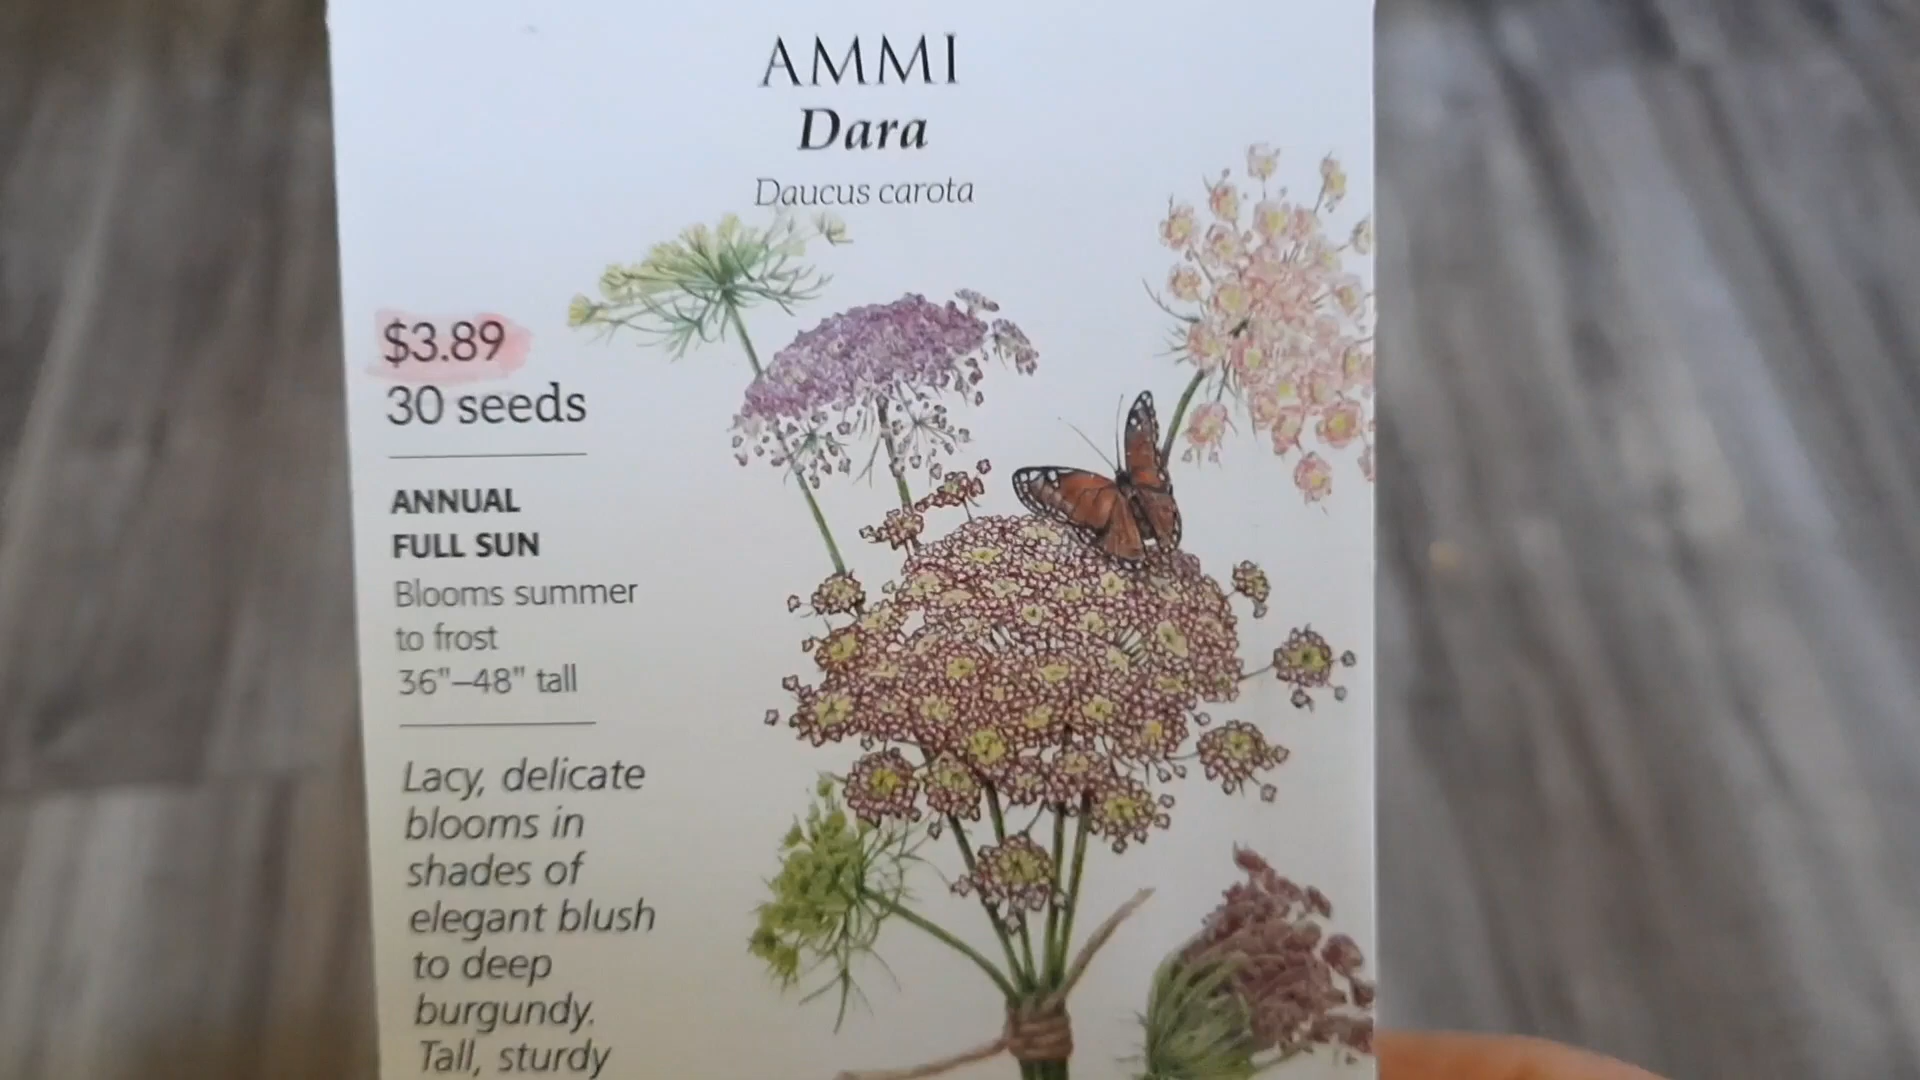 AMMI
Dara
Daucus carota
$3.89
30 seeds
ANNUAL
FULL SUN
Blooms summer
to frost
36"–48" tall
Lacy, delicate
blooms in
shades of
elegant blush
to deep
burgundy.
Tall, sturdy